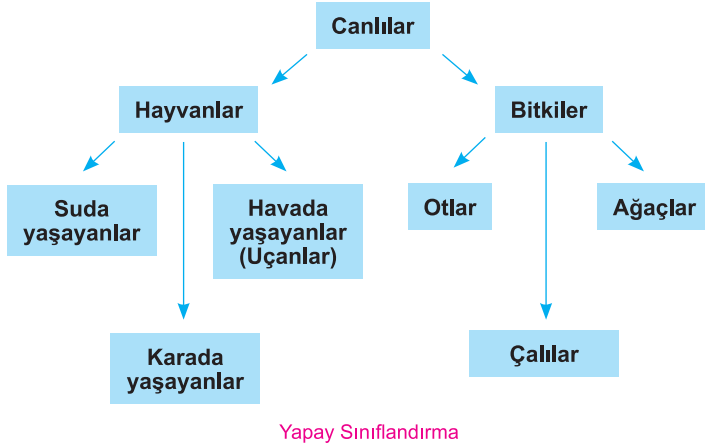 Canlılar
Hayvanlar
Bitkiler
Suda
yaşayanlar
Havada
yaşayanlar
(Uçanlar)
Otlar
Ağaçlar
Karada
yaşayanlar
Çalılar
Yapay Sınıflandırma